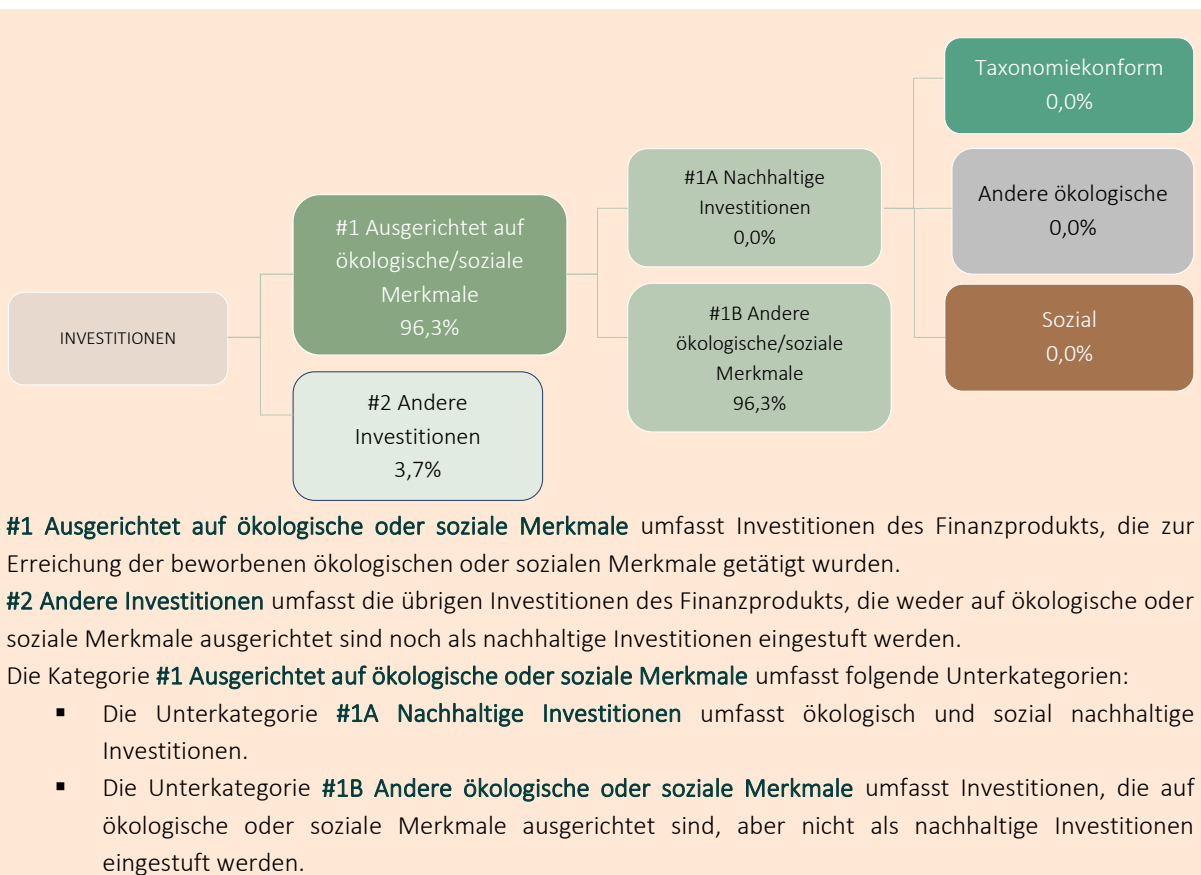 INVESTITIONEN
#1 Ausgerichtet auf
ökologische/soziale
Merkmale
96,3%
#2 Andere
Investitionen
3,7%
#1A Nachhaltige
Investitionen
0,0%
#1B Andere
ökologische/soziale
Merkmale
96,3%
Taxonomiekonform
0,0%
Andere ökologische
0,0%
Sozial
0,0%
#1 Ausgerichtet auf ökologische oder soziale Merkmale umfasst Investitionen des Finanzprodukts, die zur
Erreichung der beworbenen ökologischen oder sozialen Merkmale getätigt wurden.
#2 Andere Investitionen umfasst die übrigen Investitionen des Finanzprodukts, die weder auf ökologische oder
soziale Merkmale ausgerichtet sind noch als nachhaltige Investitionen eingestuft werden.
Die Kategorie #1 Ausgerichtet auf ökologische oder soziale Merkmale umfasst folgende Unterkategorien:
▪ Die Unterkategorie #1A Nachhaltige Investitionen umfasst ökologisch und sozial nachhaltige
Investitionen.
▪ Die Unterkategorie #1B Andere ökologische oder soziale Merkmale umfasst Investitionen, die auf
ökologische oder soziale Merkmale ausgerichtet sind, aber nicht als nachhaltige Investitionen
eingestuft werden.